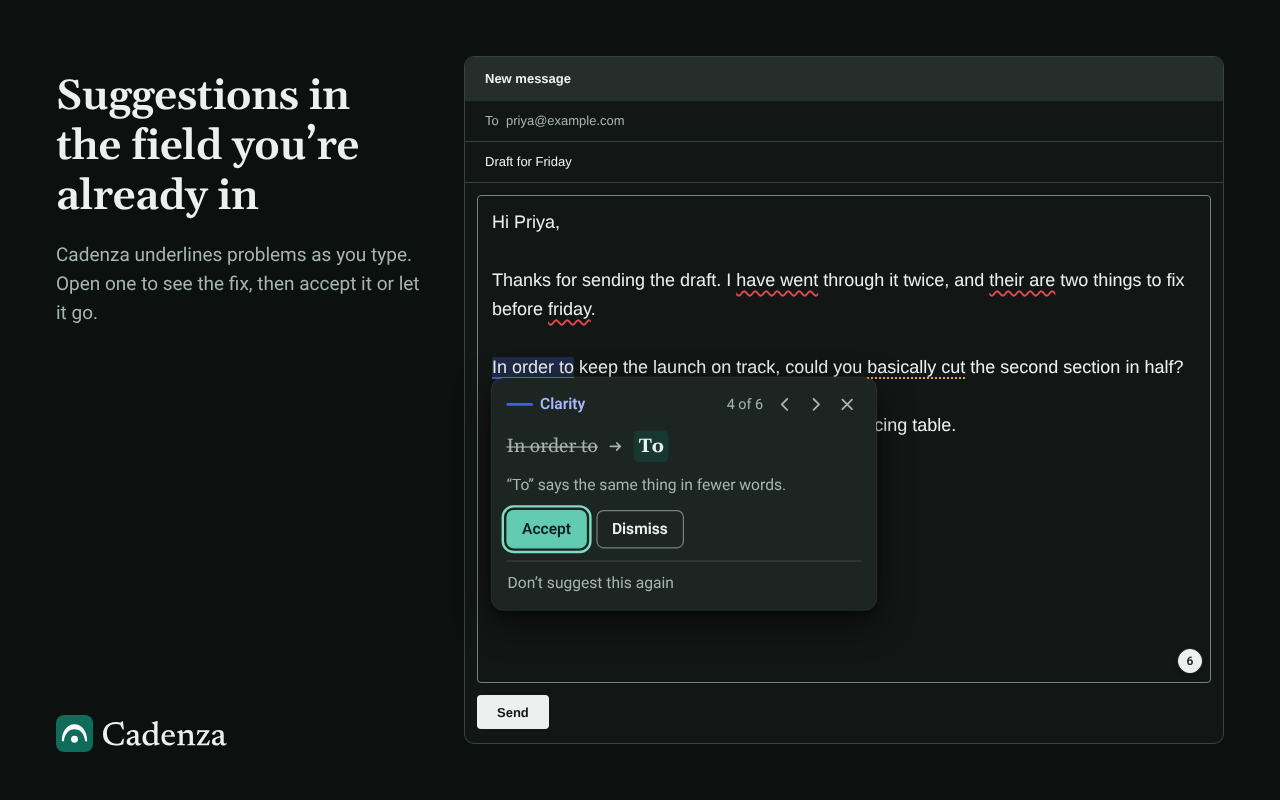 Suggestions in
the field you’re
already in
Cadenza underlines problems as you type.
Open one to see the fix, then accept it or let
it go.
Cadenza
New message
To priya@example.com
Draft for Friday
Hi Priya,
Thanks for sending the draft. I have went through it twice, and their are two things to fix
before friday.
In order to keep the launch on track, could you basically cut the second section in half?
cing table.
Clarity
4 of 6
In order to → To
“To” says the same thing in fewer words.
Accept
Dismiss
Don’t suggest this again
6
Send